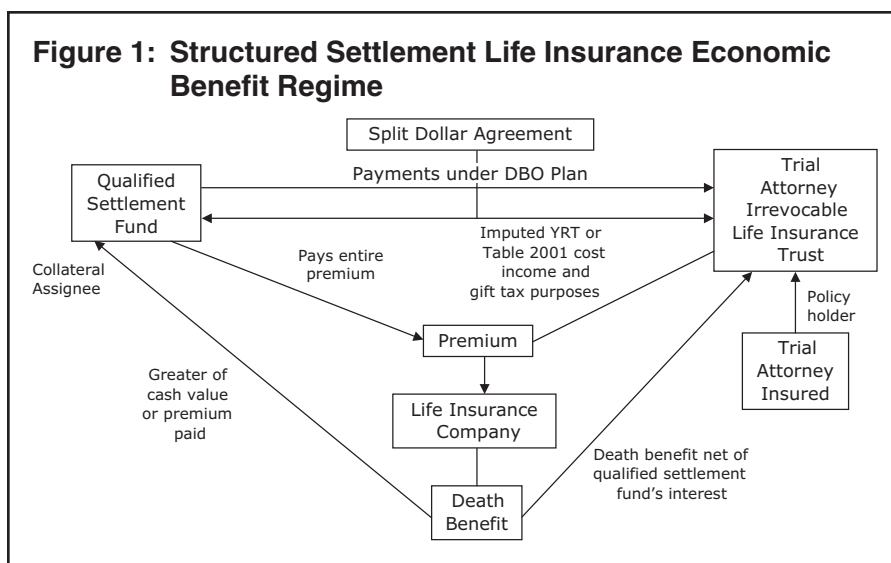 Figure 1: Structured Settlement Life Insurance Economic
Benefit Regime
Split Dollar Agreement
Qualified
Settlement
Fund
Payments under DBO Plan
Trial
Attorney
Irrevocable
Life Insurance
Trust
Collateral
Assignee
Pays entire
premium
Imputed YRT or
Table 2001 cost
income and
gift tax purposes
Policy
holder
Premium
Trial
Attorney
Insured
Greater of
cash value
or premium
paid
Life Insurance
Company
Death benefit net of
qualified settlement
fund’s interest
Death
Benefit